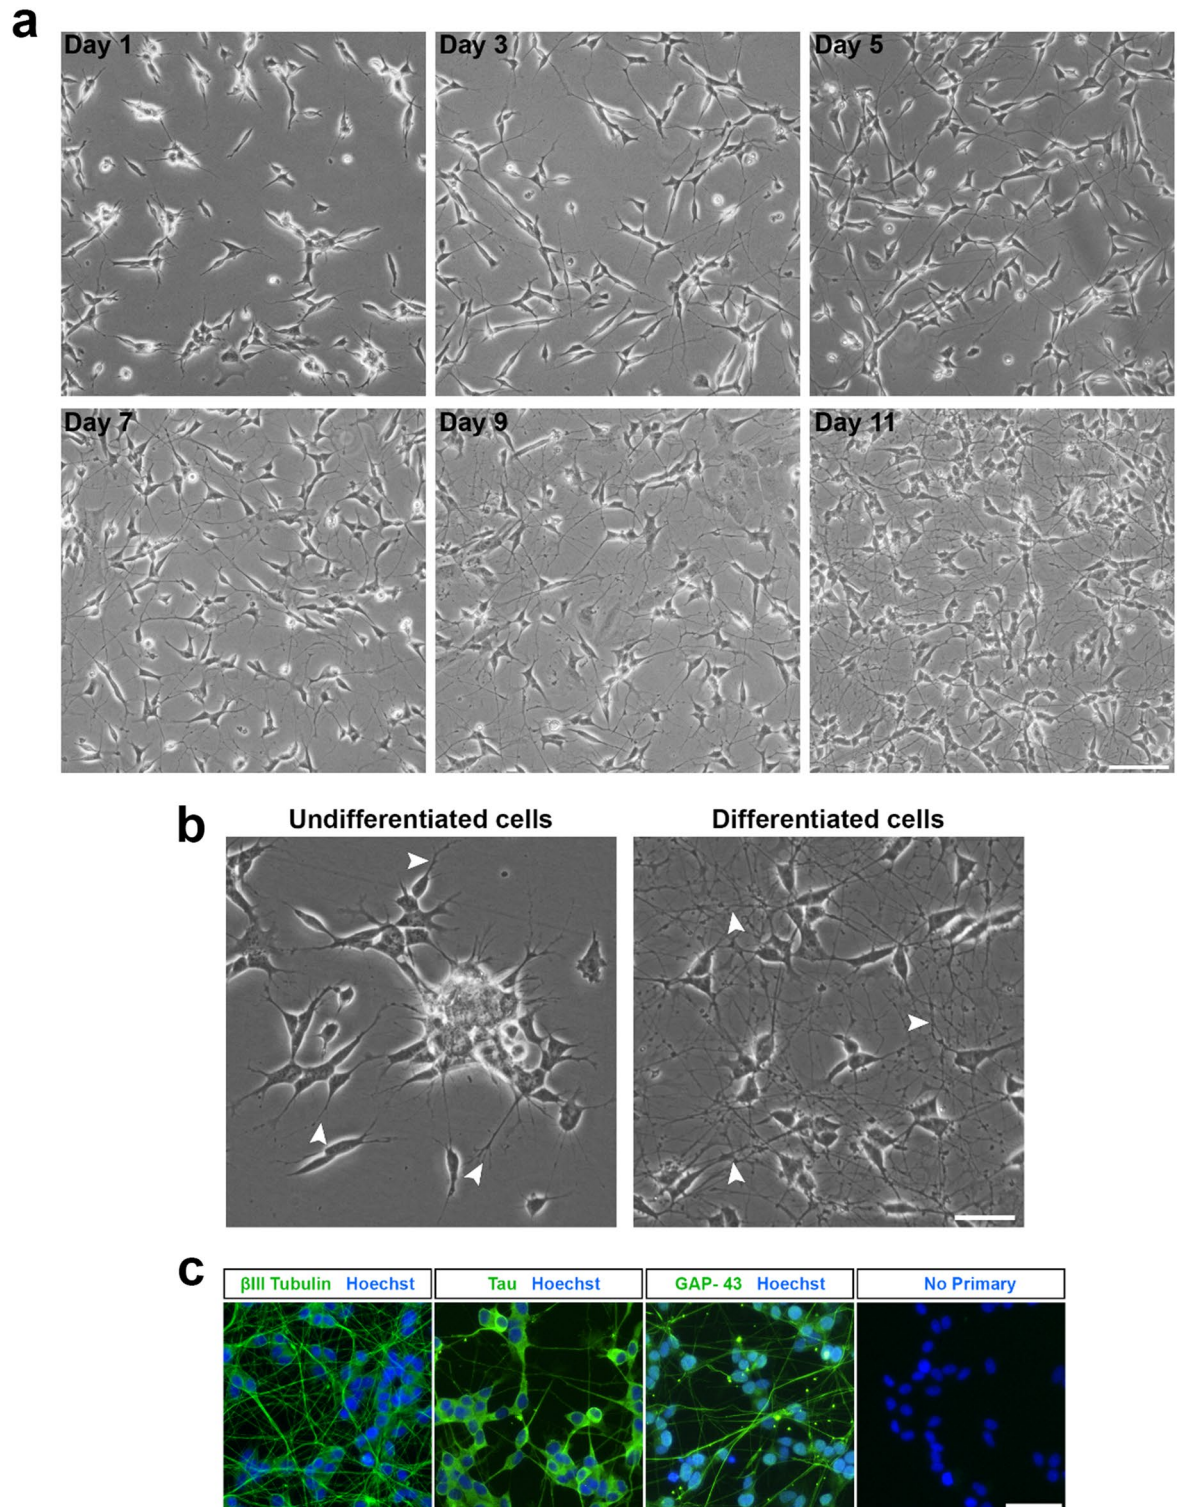 a
Day 1 Day 3 Day 5
Day 7 Day 9 Day 11
b
Undifferentiated cells Differentiated cells
c
βIII Tubulin Hoechst Tau Hoechst GAP- 43 Hoechst No Primary